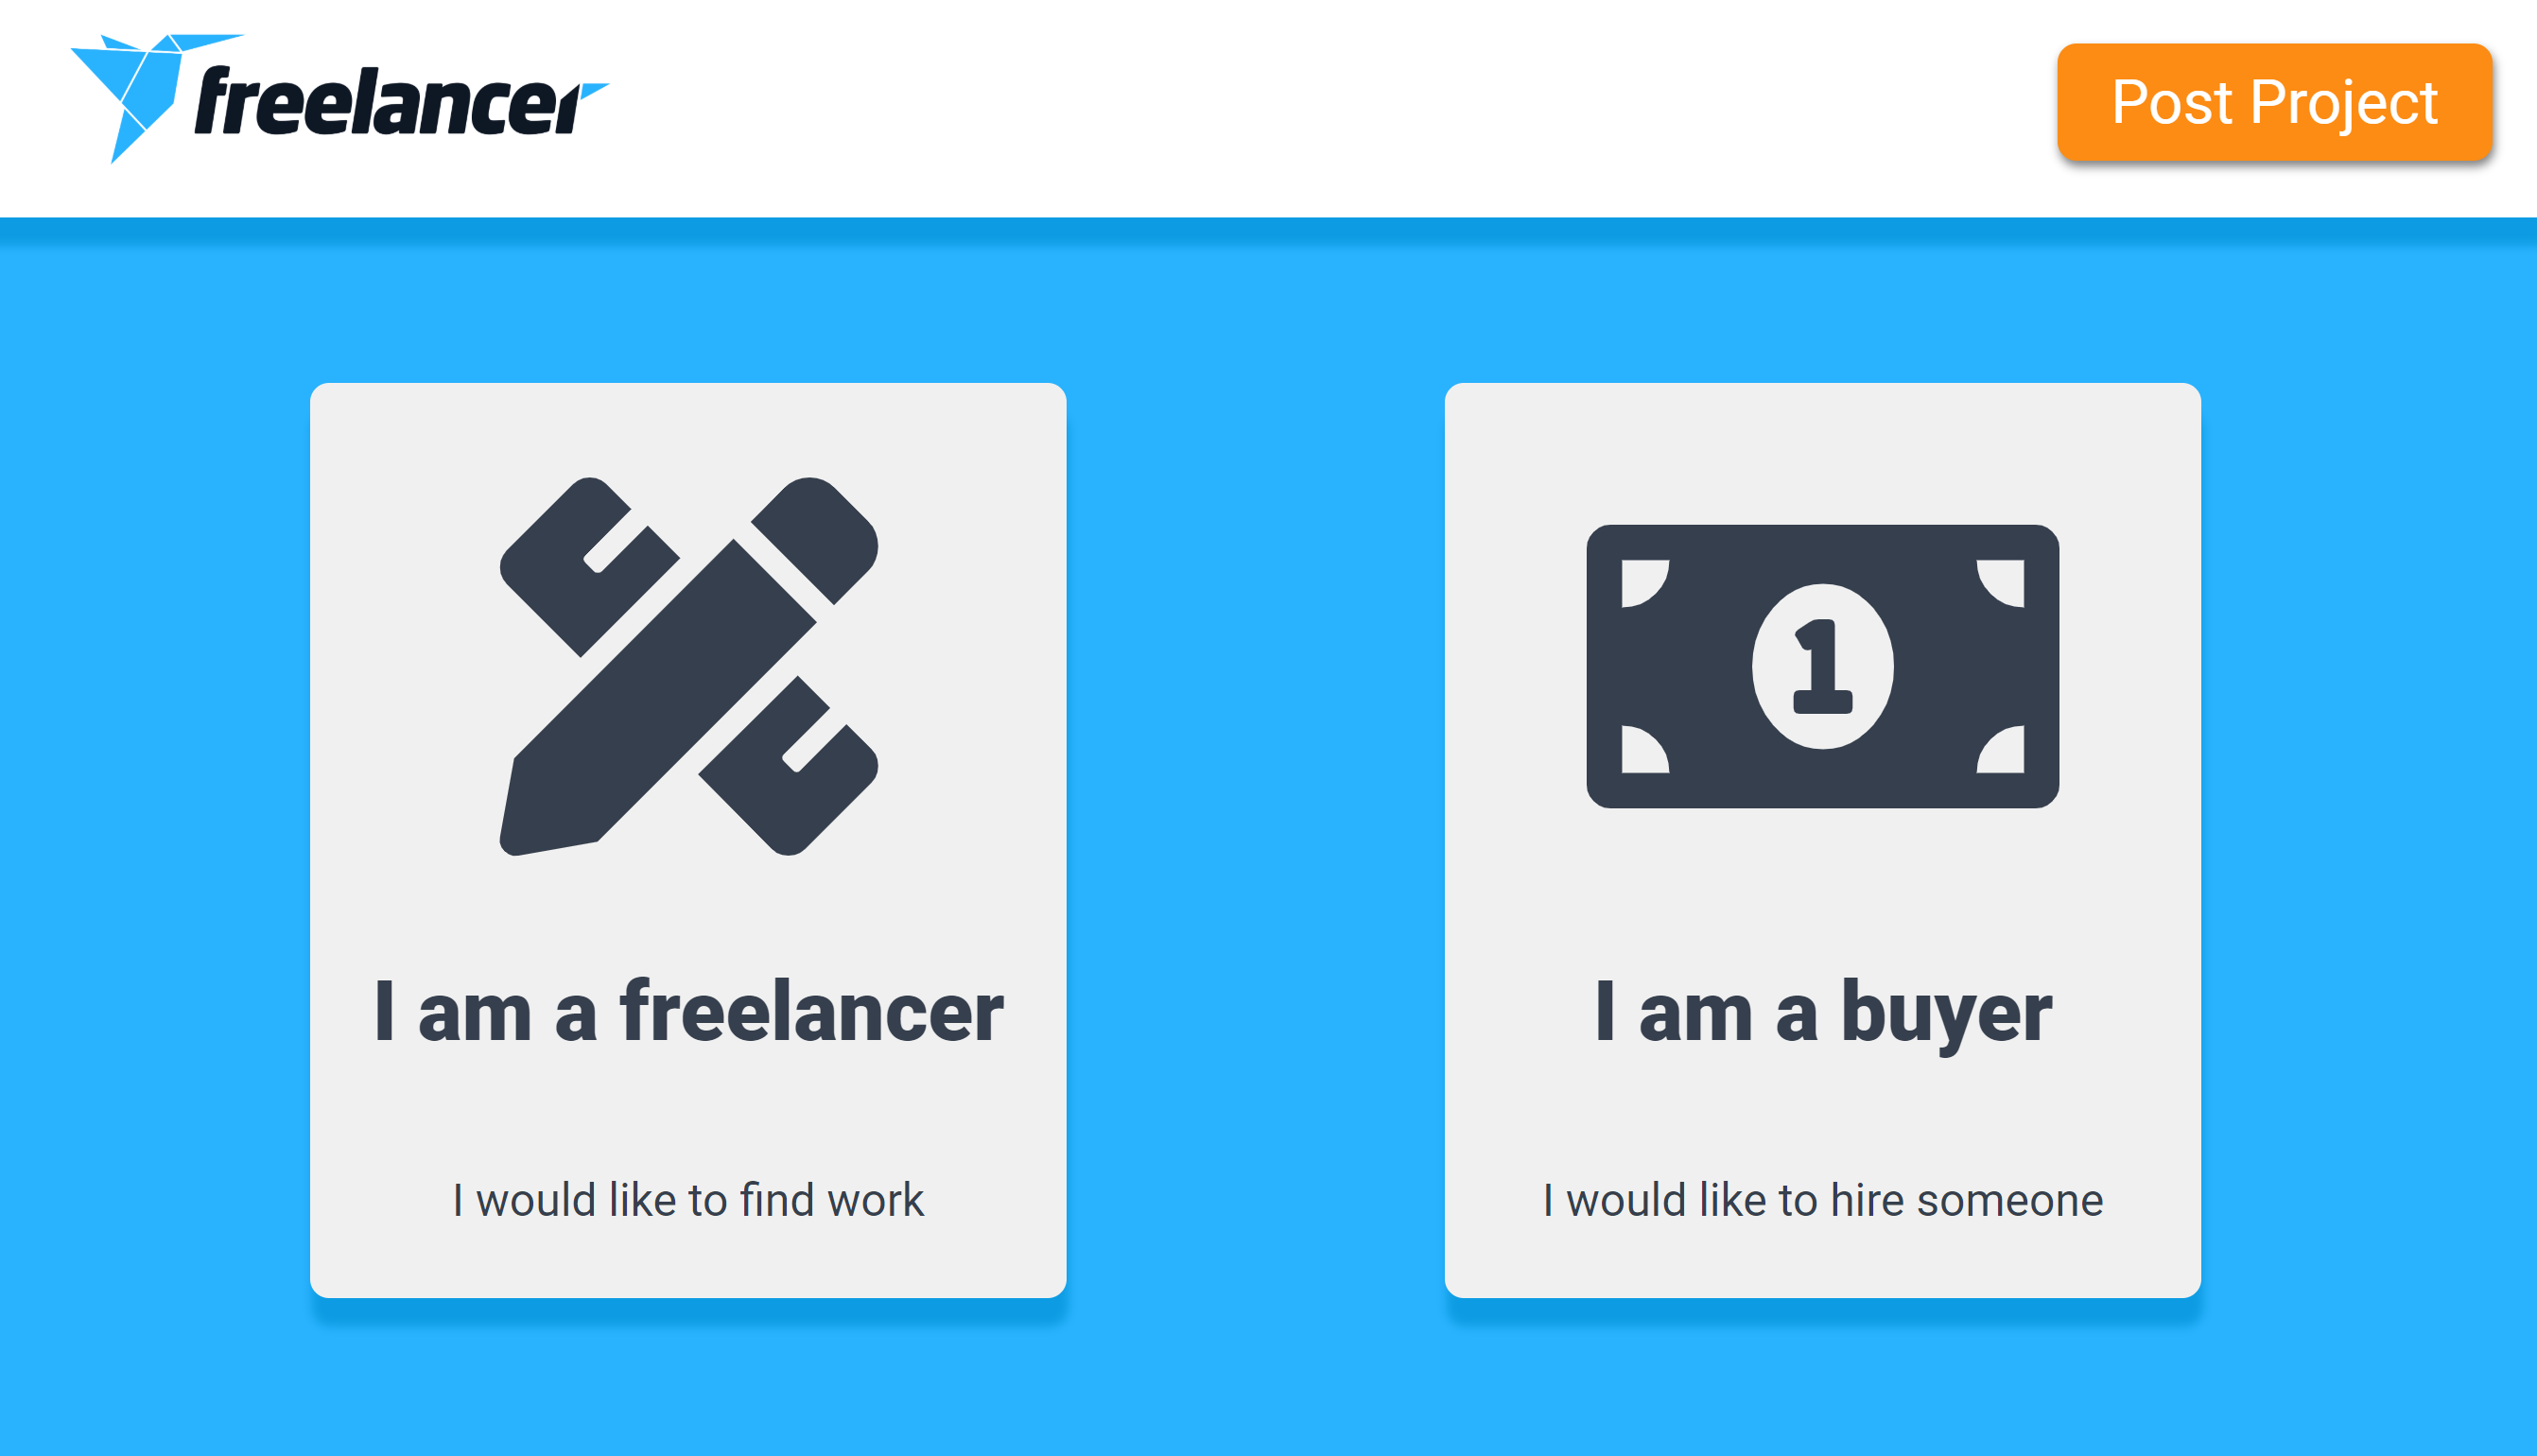 freelancer
Post Project
1
I am a freelancer
I am a buyer
I would like to find work
I would like to hire someone